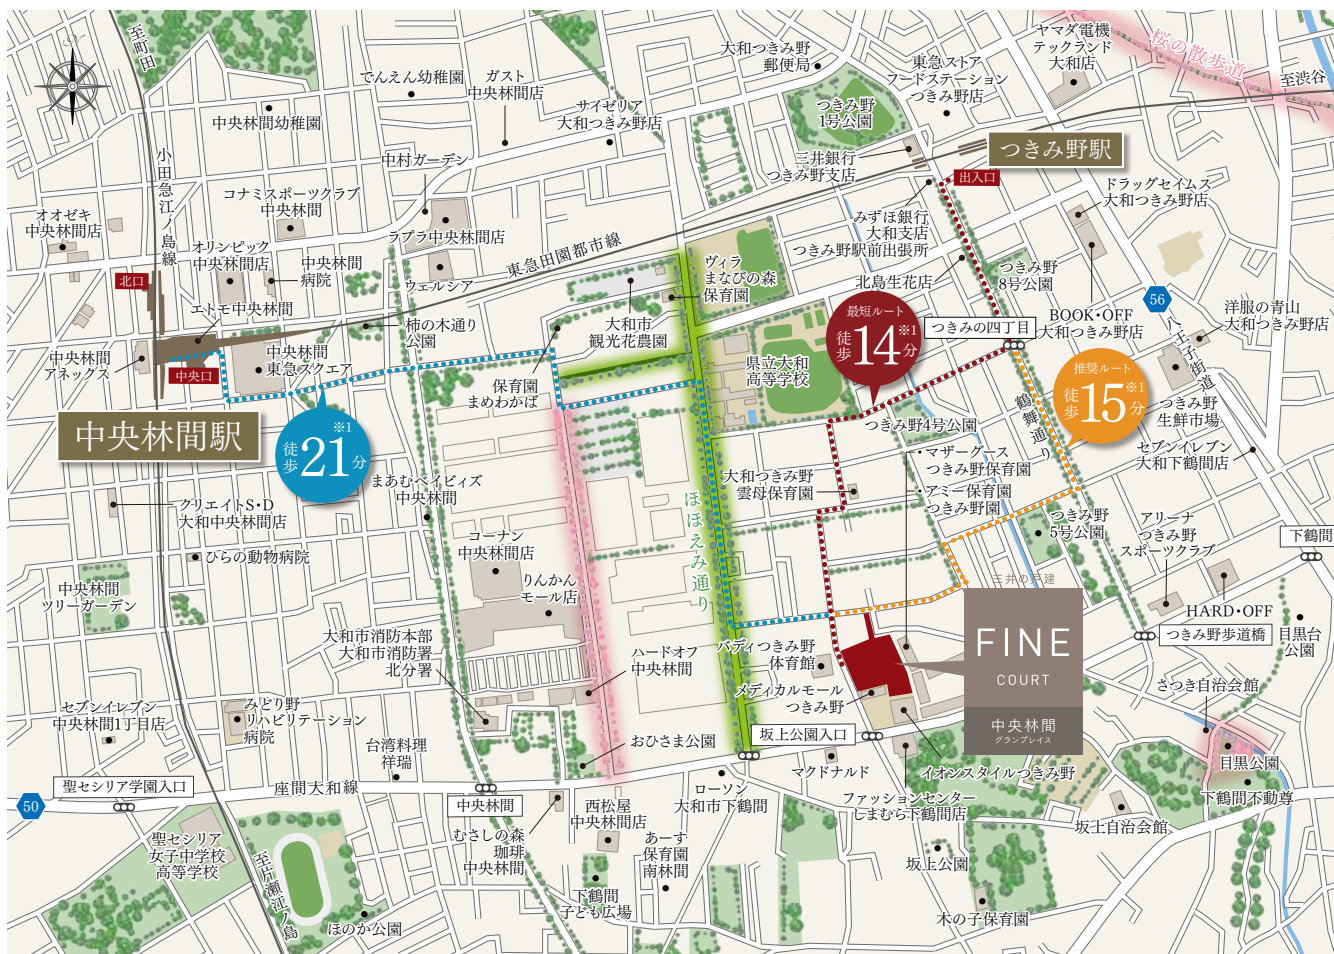 至町田
でんえん幼稚園
ガスト
中央林間店
サイゼリア
大和つきみ野店
大和つきみ野
郵便局
東急ストア
フードステーション
つきみ野店
ヤマダ電機
テックランド
大和店
桜の散歩道
至渋谷
中央林間幼稚園
つきみ野
1号公園
小田急江ノ島線
中村ガーデン
三井銀行
つきみ野支店
つきみ野駅
出入口
コナミスポーツクラブ
中央林間
オオゼキ
中央林間店
ラプラ中央林間店
みずほ銀行
大和支店
つきみ野駅前出張所
ドラッグセイムス
大和つきみ野店
オリンピック
中央林間店
中央林間
病院
東急田園都市線
ヴィラ
まなびの森
保育園
北口
ウェルシア
北島生花店
つきみ野
8号公園
エトモ中央林間
柿の木通り
公園
大和市
観光花農園
最短ルート
徒歩14分
※1
つきみの四丁目
BOOK・OFF
大和つきみ野店
56
洋服の青山
大和つきみ野店
八王子街道
中央林間
アネックス
中央口
中央林間
東急スクエア
保育園
まめわかば
県立大和
高等学校
推奨ルート
徒歩15分
※1
鶴舞通り
つきみ野
生鮮市場
中央林間駅
徒歩21分
※1
つきみ野4号公園
・マザーグース
つきみ野保育園
セブンイレブン
大和下鶴間店
まあむベイビィズ
中央林間
大和つきみ野
雲母保育園
・アミー保育園
つきみ野園
クリエイトS・D
大和中央林間店
ほほえみ通り
つきみ野
5号公園
アリーナ
つきみ野
スポーツクラブ
下鶴間
コーナン
中央林間店
ひらの動物病院
りんかん
モール店
中央林間
ツリーガーデン
三井の戸建
FINE
COURT
中央林間
グランプレイス
HARD・OFF
つきみ野歩道橋
目黒台
公園
大和市消防本部
大和市消防署
北分署
ハードオフ
中央林間
バディつきみ野
体育館
メディカルモール
つきみ野
さつき自治会館
セブンイレブン
中央林間1丁目店
みどり野
リハビリテーション
病院
台湾料理
祥瑞
おひさま公園
坂上公園入口
マクドナルド
イオンスタイルつきみ野
目黒公園
聖セシリア学園入口
座間大和線
50
中央林間
ローソン
大和市下鶴間
ファッションセンター
しまむら下鶴間店
下鶴間不動尊
坂上自治会館
聖セシリア
女子中学校
高等学校
至片瀬江ノ島
むさしの森
珈琲
中央林間
西松屋
中央林間店
あーす
保育園
南林間
坂上公園
下鶴間
子ども広場
ほのか公園
木の子保育園